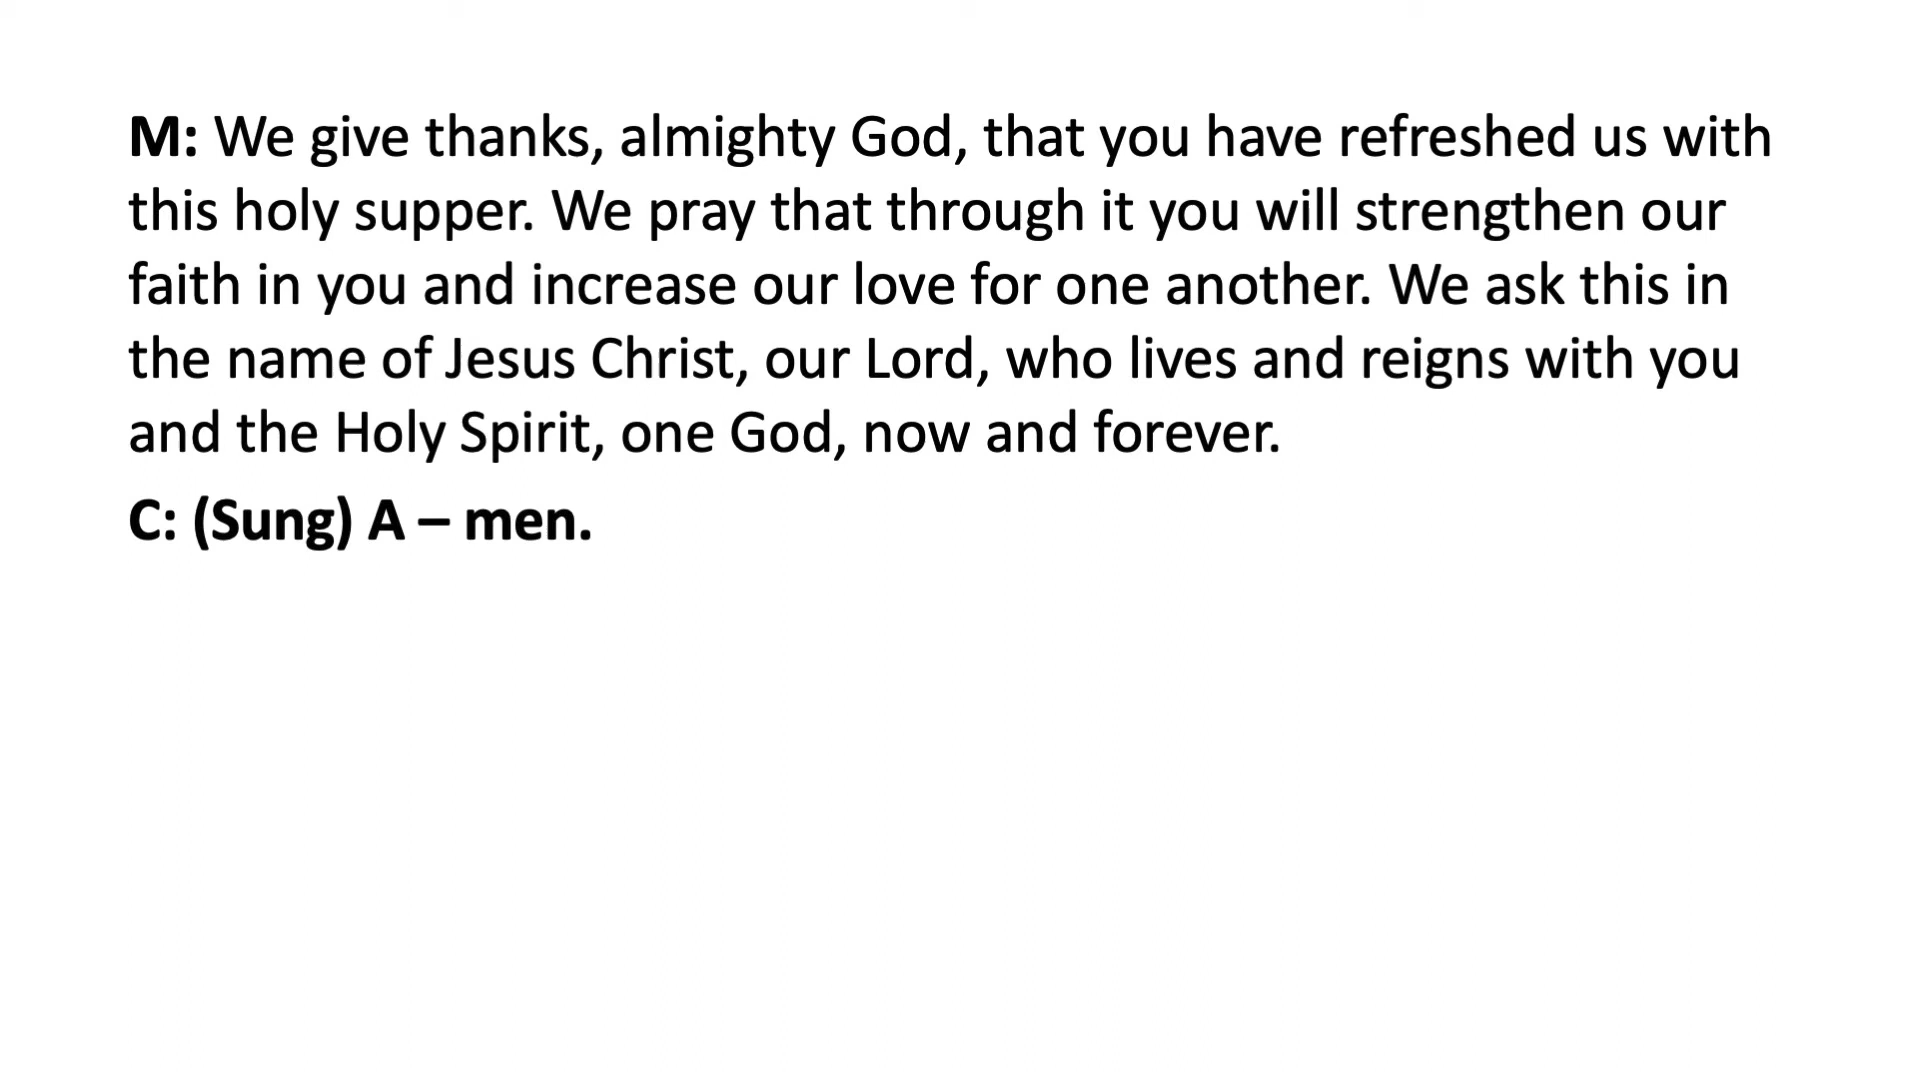 M: We give thanks, almighty God, that you have refreshed us with
this holy supper. We pray that through it you will strengthen our
faith in you and increase our love for one another. We ask this in
the name of Jesus Christ, our Lord, who lives and reigns with you
and the Holy Spirit, one God, now and forever.
C: (Sung) A – men.